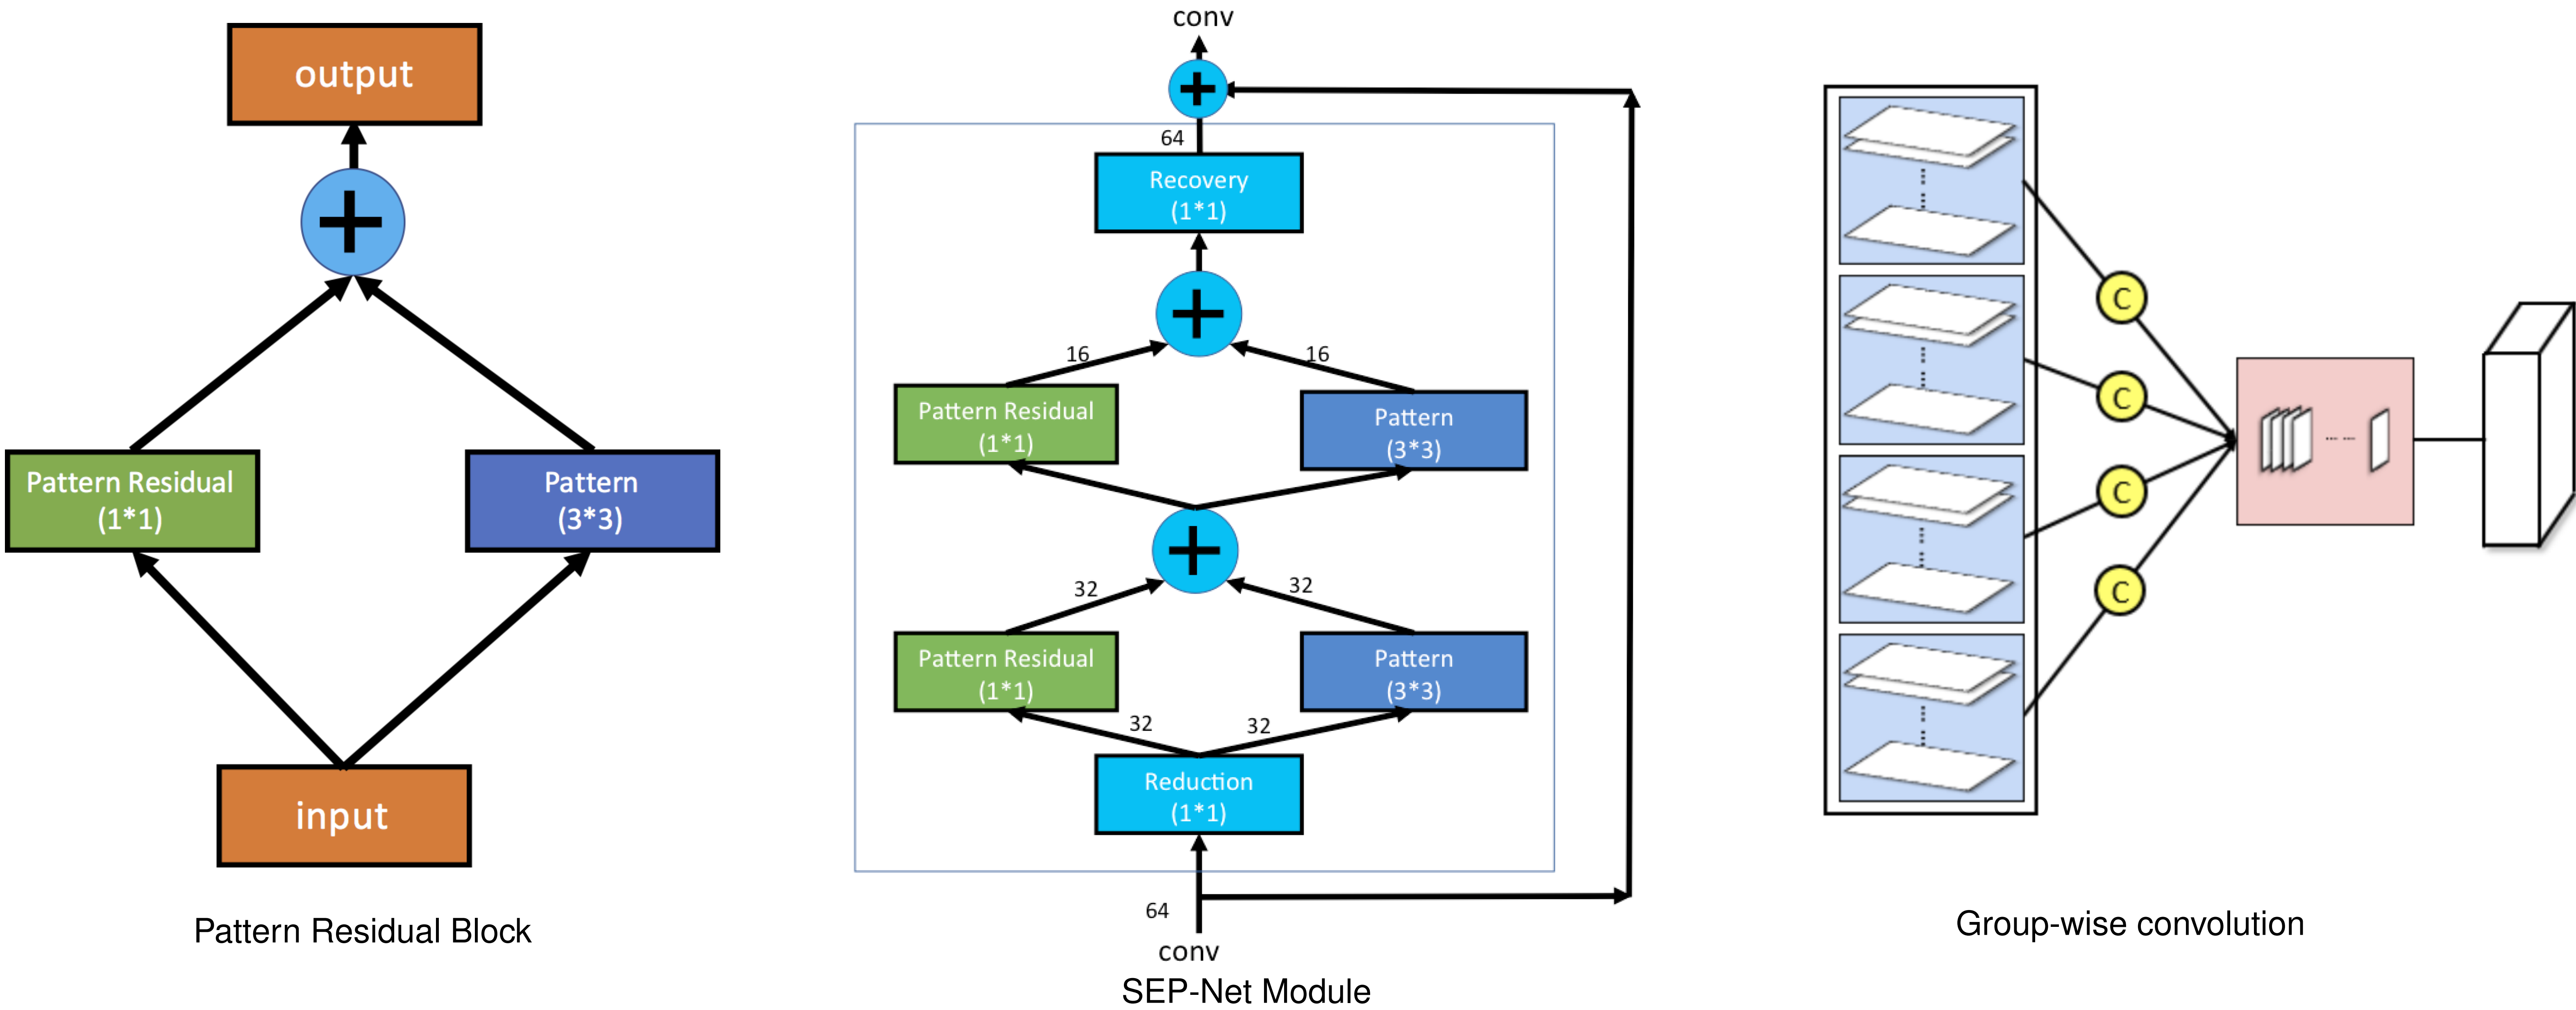 output
Pattern Residual
(1*1)
Pattern
(3*3)
input
Pattern Residual Block
conv
64
Recovery
(1*1)
16
16
Pattern Residual
(1*1)
Pattern
(3*3)
32
32
Pattern Residual
(1*1)
Pattern
(3*3)
32
32
Reduction
(1*1)
64
conv
SEP-Net Module
C
C
C
C
Group-wise convolution